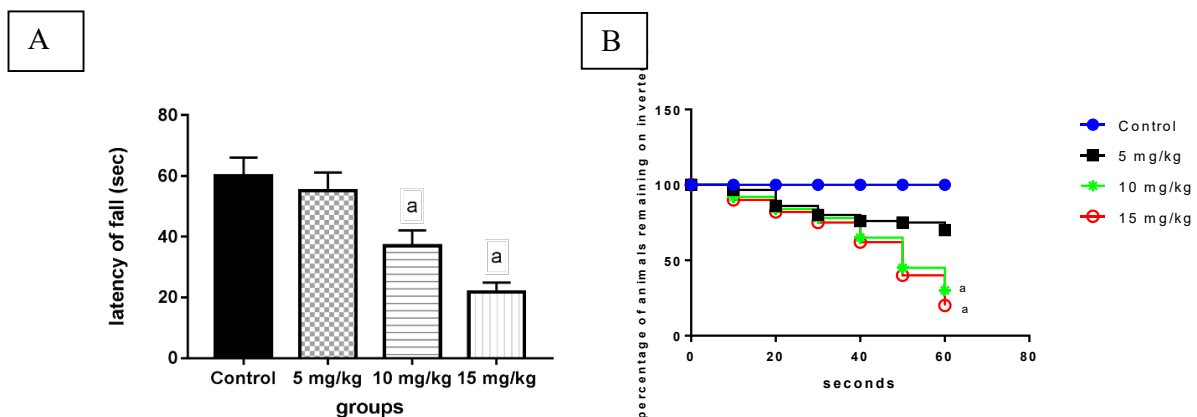 A
latency of fall (sec)
80
60
40
20
0
a
a
Control 5 mg/kg 10 mg/kg 15 mg/kg
groups
B
percentage of animals remaining on inverte
150
100
50
0
a
a
0 20 40 60 80
seconds
Control
5 mg/kg
10 mg/kg
15 mg/kg